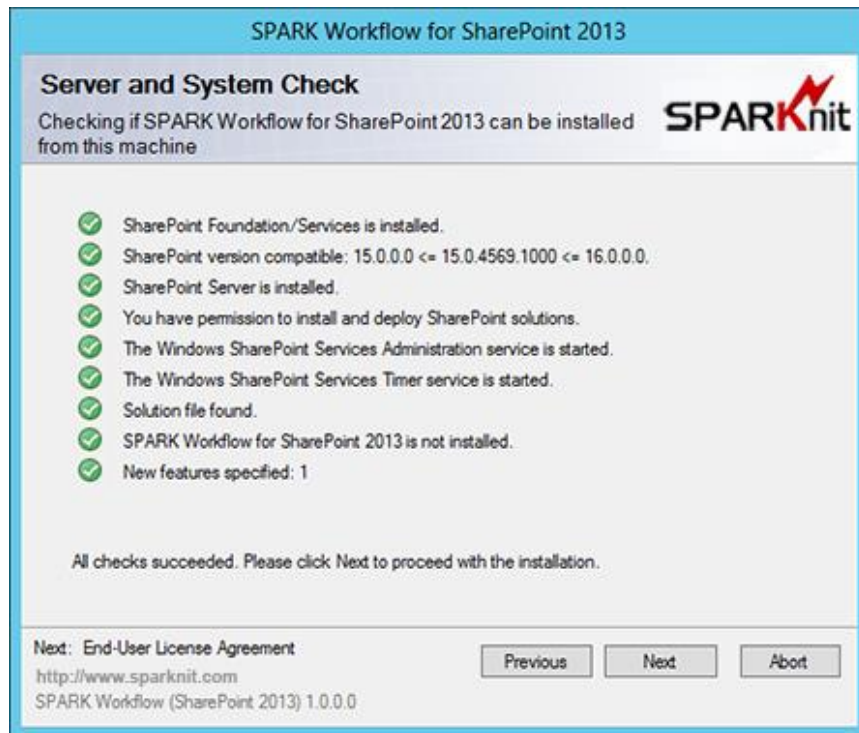 SPARK Workflow for SharePoint 2013
Server and System Check
Checking if SPARK Workflow for SharePoint 2013 can be installed
from this machine
SPARKnit
SharePoint Foundation/Services is installed.
SharePoint version compatible: 15.0.0.0 <= 15.0.4569.1000 <= 16.0.0.0.
SharePoint Server is installed.
You have permission to install and deploy SharePoint solutions.
The Windows SharePoint Services Administration service is started.
The Windows SharePoint Services Timer service is started.
Solution file found.
SPARK Workflow for SharePoint 2013 is not installed.
New features specified: 1
All checks succeeded. Please click Next to proceed with the installation.
Next: End-User License Agreement
Previous
Next
Abort
http://www.sparknit.com
SPARK Workflow (SharePoint 2013) 1.0.0.0